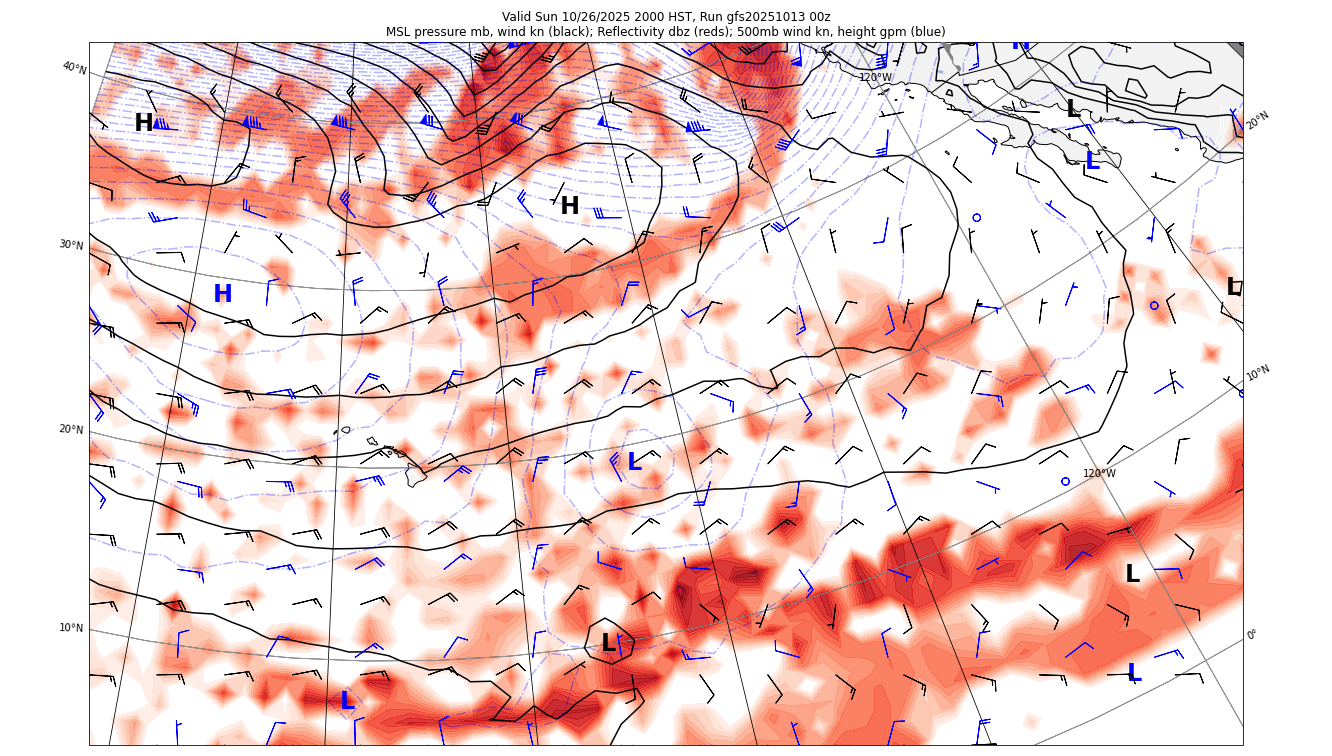 Valid Sun 10/26/2025 2000 HST, Run gfs20251013 00z
MSL pressure mb, wind kn (black); Reflectivity dbz (reds); 500mb wind kn, height gpm (blue)
H
40°N
120°W
L
20°N
H
L
H
30°N
H
L
10°N
20°N
L
120°W
L
10°N
L
0°
L
L